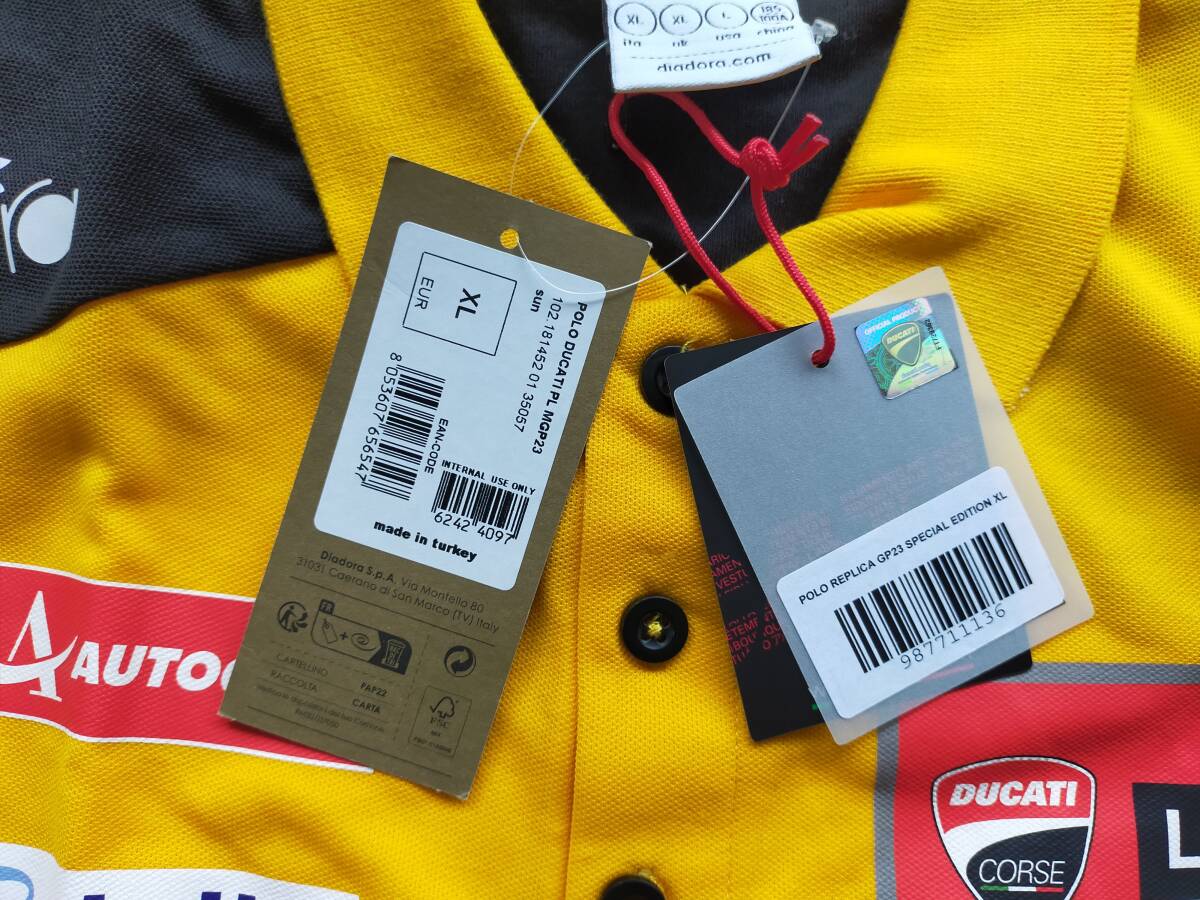 XL XL L 185
100A
ita uk usa china
diadora.com
POLO DUCATI PL MGP23
102.181452 01 35057
sun
XL
EUR
8 053607 656547
EAN-CODE
INTERNAL USE ONLY
6242 4097
made in turkey
Diadora S.p.A. Via Montello 80
31031 Caerano di San Marco (TV) Italy
FR
CARTELLINO PAP22
RACCOLTA CARTA
FSC
OFFICIAL PRODUCT
DUCATI
POLO REPLICA GP23 SPECIAL EDITION XL
987711136
AUTO
DUCATI
CORSE
L